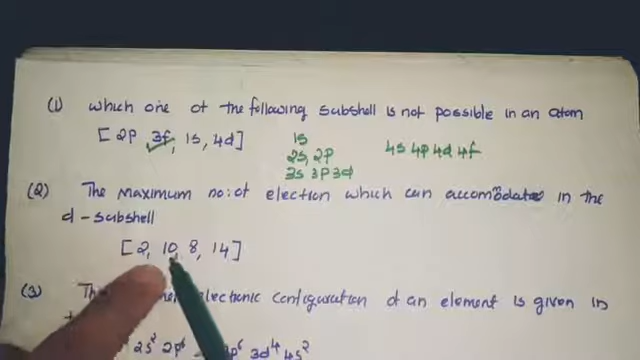 (1) which one of the following subshell is not possible in an atom
[2P, 3f, 1s, 4d]
1s
2s, 2p
3s 3p 3d
4s 4p 4d 4f
(2) The maximum no: of election which can accommodate in the
d - subshell
[2, 10, 8, 14]
(3) electronic configuration of an element is given in
2s² 2p⁶ 3d⁴ 4s²